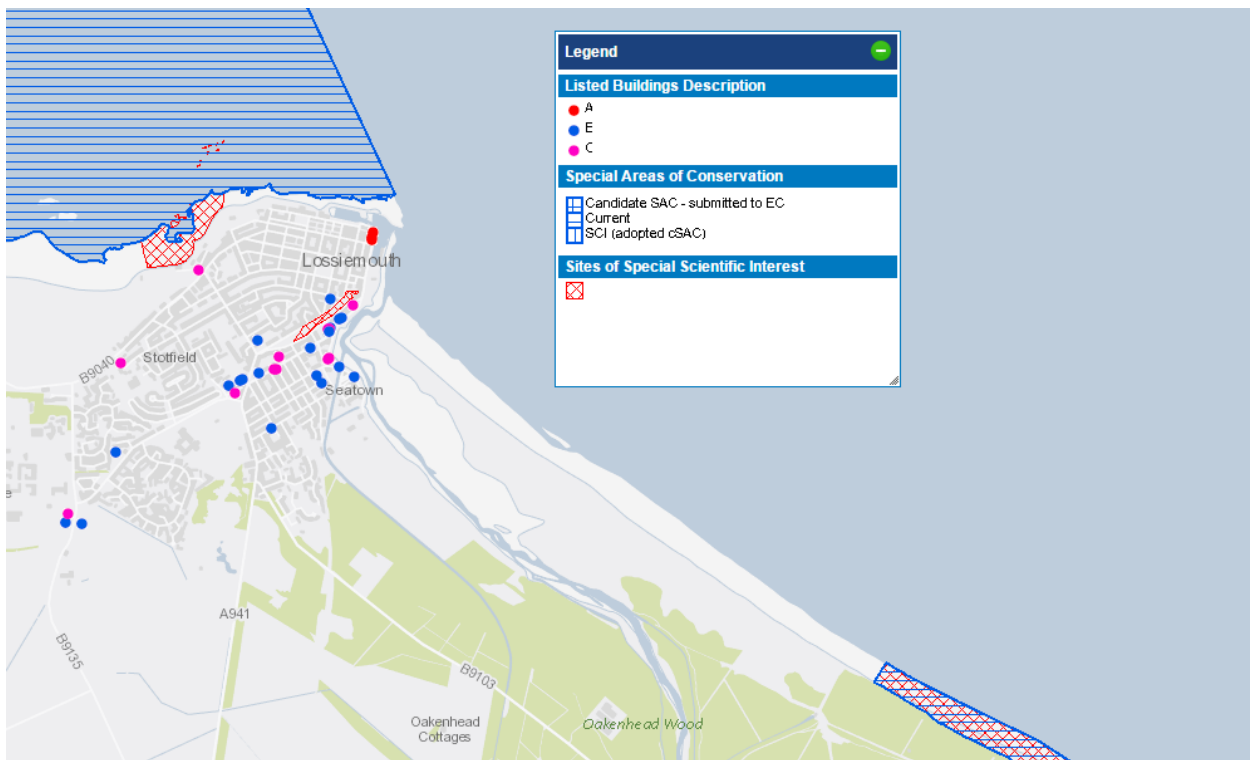 Legend
Listed Buildings Description
A
E
C
Special Areas of Conservation
Candidate SAC - submitted to EC
Current
SCI (adopted cSAC)
Sites of Special Scientific Interest
Lossiemouth
Stotfield
B9040
Seatown
e
A941
B9135
B9103
Oakenhead
Cottages
Oakenhead Wood